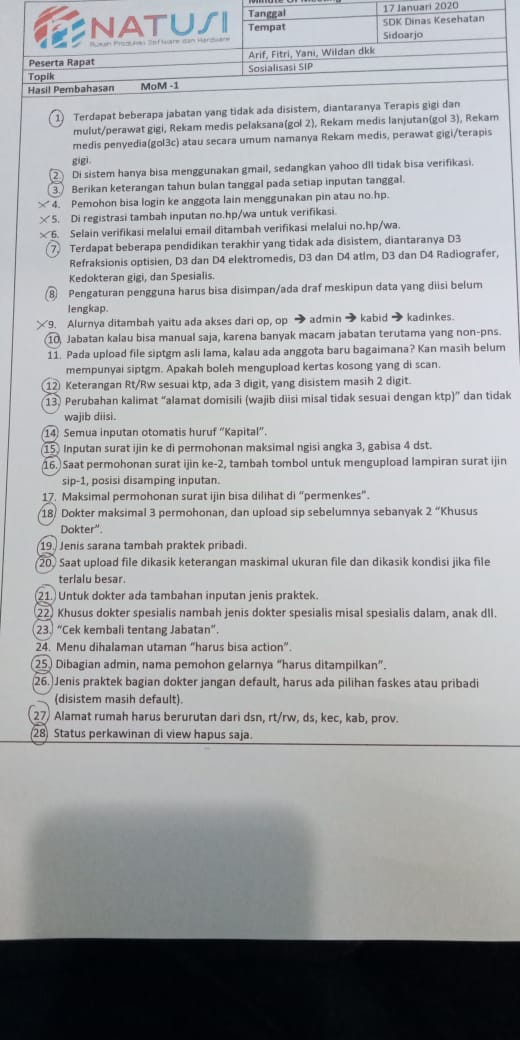 NATUSI
Tanggal 17 Januari 2020
Tempat SDK Dinas Kesehatan
Sidoarjo
Peserta Rapat Arif, Fitri, Yani, Wildan dkk
Topik Sosialisasi SIP
Hasil Pembahasan MoM -1
1) Terdapat beberapa jabatan yang tidak ada disistem, diantaranya Terapis gigi dan
mulut/perawat gigi, Rekam medis pelaksana(gol 2), Rekam medis lanjutan(gol 3), Rekam
medis penyedia(gol3c) atau secara umum namanya Rekam medis, perawat gigi/terapis
gigi.
2) Di sistem hanya bisa menggunakan gmail, sedangkan yahoo dll tidak bisa verifikasi.
3. Berikan keterangan tahun bulan tanggal pada setiap inputan tanggal.
× 4. Pemohon bisa login ke anggota lain menggunakan pin atau no.hp.
× 5. Di registrasi tambah inputan no.hp/wa untuk verifikasi.
× 6. Selain verifikasi melalui email ditambah verifikasi melalui no.hp/wa.
7. Terdapat beberapa pendidikan terakhir yang tidak ada disistem, diantaranya D3
Refraksionis optisien, D3 dan D4 elektromedis, D3 dan D4 atlm, D3 dan D4 Radiografer,
Kedokteran gigi, dan Spesialis.
8. Pengaturan pengguna harus bisa disimpan/ada draf meskipun data yang diisi belum
lengkap.
× 9. Alurnya ditambah yaitu ada akses dari op, op ➔ admin ➔ kabid ➔ kadinkes.
10. Jabatan kalau bisa manual saja, karena banyak macam jabatan terutama yang non-pns.
11. Pada upload file siptgm asli lama, kalau ada anggota baru bagaimana? Kan masih belum
mempunyai siptgm. Apakah boleh mengupload kertas kosong yang di scan.
12) Keterangan Rt/Rw sesuai ktp, ada 3 digit, yang disistem masih 2 digit.
13. Perubahan kalimat “alamat domisili (wajib diisi misal tidak sesuai dengan ktp)” dan tidak
wajib diisi.
14) Semua inputan otomatis huruf “Kapital”.
15. Inputan surat ijin ke di permohonan maksimal ngisi angka 3, gabisa 4 dst.
16. Saat permohonan surat ijin ke-2, tambah tombol untuk mengupload lampiran surat ijin
sip-1, posisi disamping inputan.
17. Maksimal permohonan surat ijin bisa dilihat di “permenkes”.
18. Dokter maksimal 3 permohonan, dan upload sip sebelumnya sebanyak 2 “Khusus
Dokter”.
19. Jenis sarana tambah praktek pribadi.
20. Saat upload file dikasik keterangan maskimal ukuran file dan dikasik kondisi jika file
terlalu besar.
21. Untuk dokter ada tambahan inputan jenis praktek.
22. Khusus dokter spesialis nambah jenis dokter spesialis misal spesialis dalam, anak dll.
23. “Cek kembali tentang Jabatan”.
24. Menu dihalaman utaman “harus bisa action”.
25. Dibagian admin, nama pemohon gelarnya “harus ditampilkan”.
26. Jenis praktek bagian dokter jangan default, harus ada pilihan faskes atau pribadi
(disistem masih default).
27. Alamat rumah harus berurutan dari dsn, rt/rw, ds, kec, kab, prov.
28. Status perkawinan di view hapus saja.